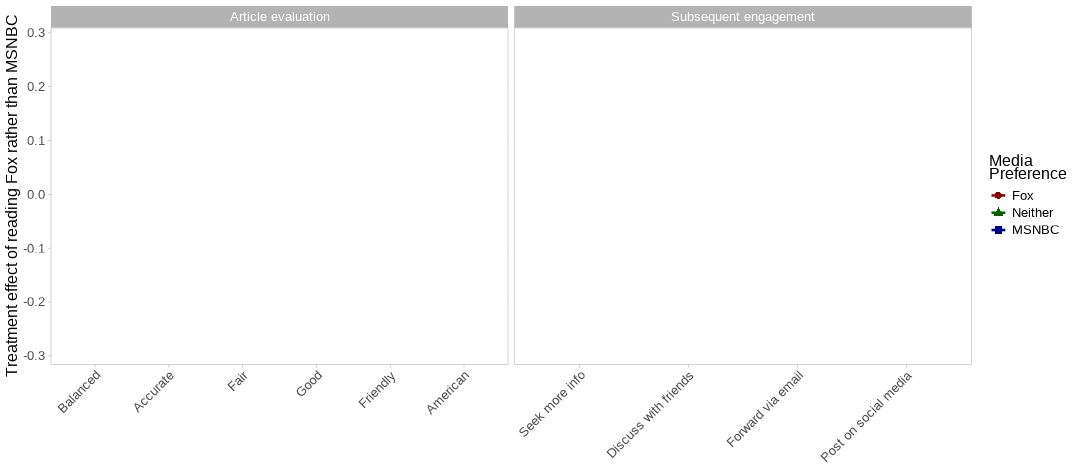 Article evaluation
Subsequent engagement
Treatment effect of reading Fox rather than MSNBC
0.3
0.2
0.1
0.0
-0.1
-0.2
-0.3
Balanced
Accurate
Fair
Good
Friendly
American
Seek more info
Discuss with friends
Forward via email
Post on social media
Media
Preference
Fox
Neither
MSNBC